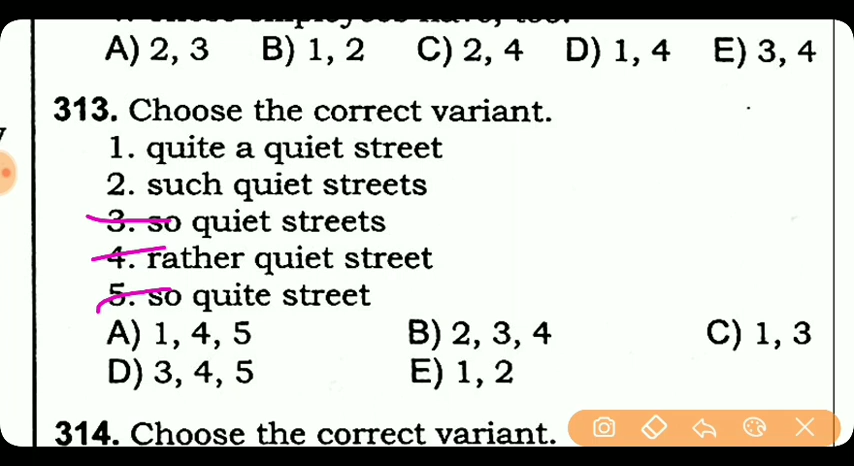 A) 2, 3 B) 1, 2 C) 2, 4 D) 1, 4 E) 3, 4
313. Choose the correct variant.
1. quite a quiet street
2. such quiet streets
3. so quiet streets
4. rather quiet street
5. so quite street
A) 1, 4, 5 B) 2, 3, 4 C) 1, 3
D) 3, 4, 5 E) 1, 2
314. Choose the correct variant.